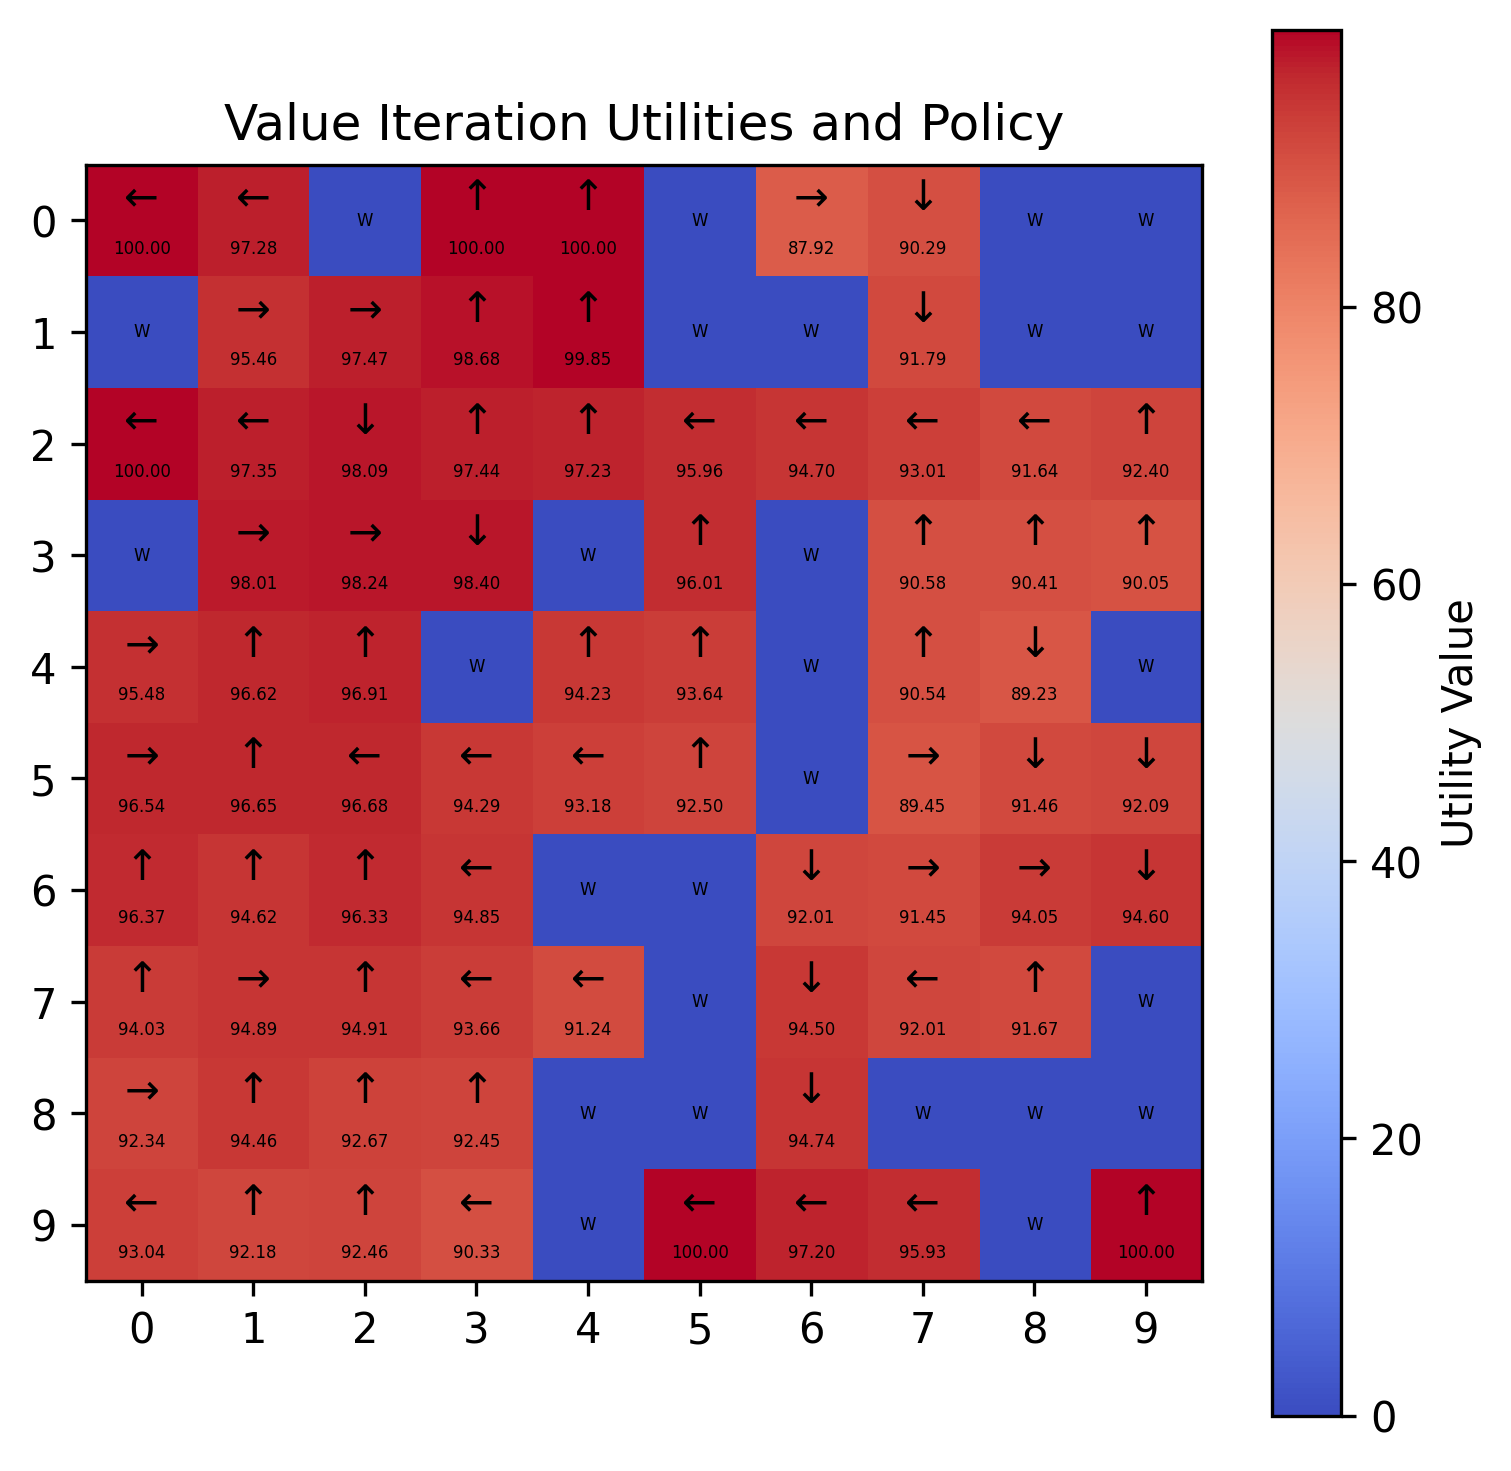 Value Iteration Utilities and Policy
0 ← ← W ↑ ↑ W → ↓ W W
100.00 97.28 100.00 100.00 87.92 90.29
1 W → → ↑ ↑ W W ↓ W W
95.46 97.47 98.68 99.85 91.79
2 ← ← ↓ ↑ ↑ ← ← ← ← ↑
100.00 97.35 98.09 97.44 97.23 95.96 94.70 93.01 91.64 92.40
3 W → → ↓ W ↑ W ↑ ↑ ↑
98.01 98.24 98.40 96.01 90.58 90.41 90.05
4 → ↑ ↑ W ↑ ↑ W ↑ ↓ W
95.48 96.62 96.91 94.23 93.64 90.54 89.23
5 → ↑ ← ← ← ↑ W → ↓ ↓
96.54 96.65 96.68 94.29 93.18 92.50 89.45 91.46 92.09
6 ↑ ↑ ↑ ← W W ↓ → → ↓
96.37 94.62 96.33 94.85 92.01 91.45 94.05 94.60
7 ↑ → ↑ ← ← W ↓ ← ↑ W
94.03 94.89 94.91 93.66 91.24 94.50 92.01 91.67
8 → ↑ ↑ ↑ W W ↓ W W W
92.34 94.46 92.67 92.45 94.74
9 ← ↑ ↑ ← W ← ← ← W ↑
93.04 92.18 92.46 90.33 100.00 97.20 95.93 100.00
0 1 2 3 4 5 6 7 8 9
80
60
40
20
0
Utility Value